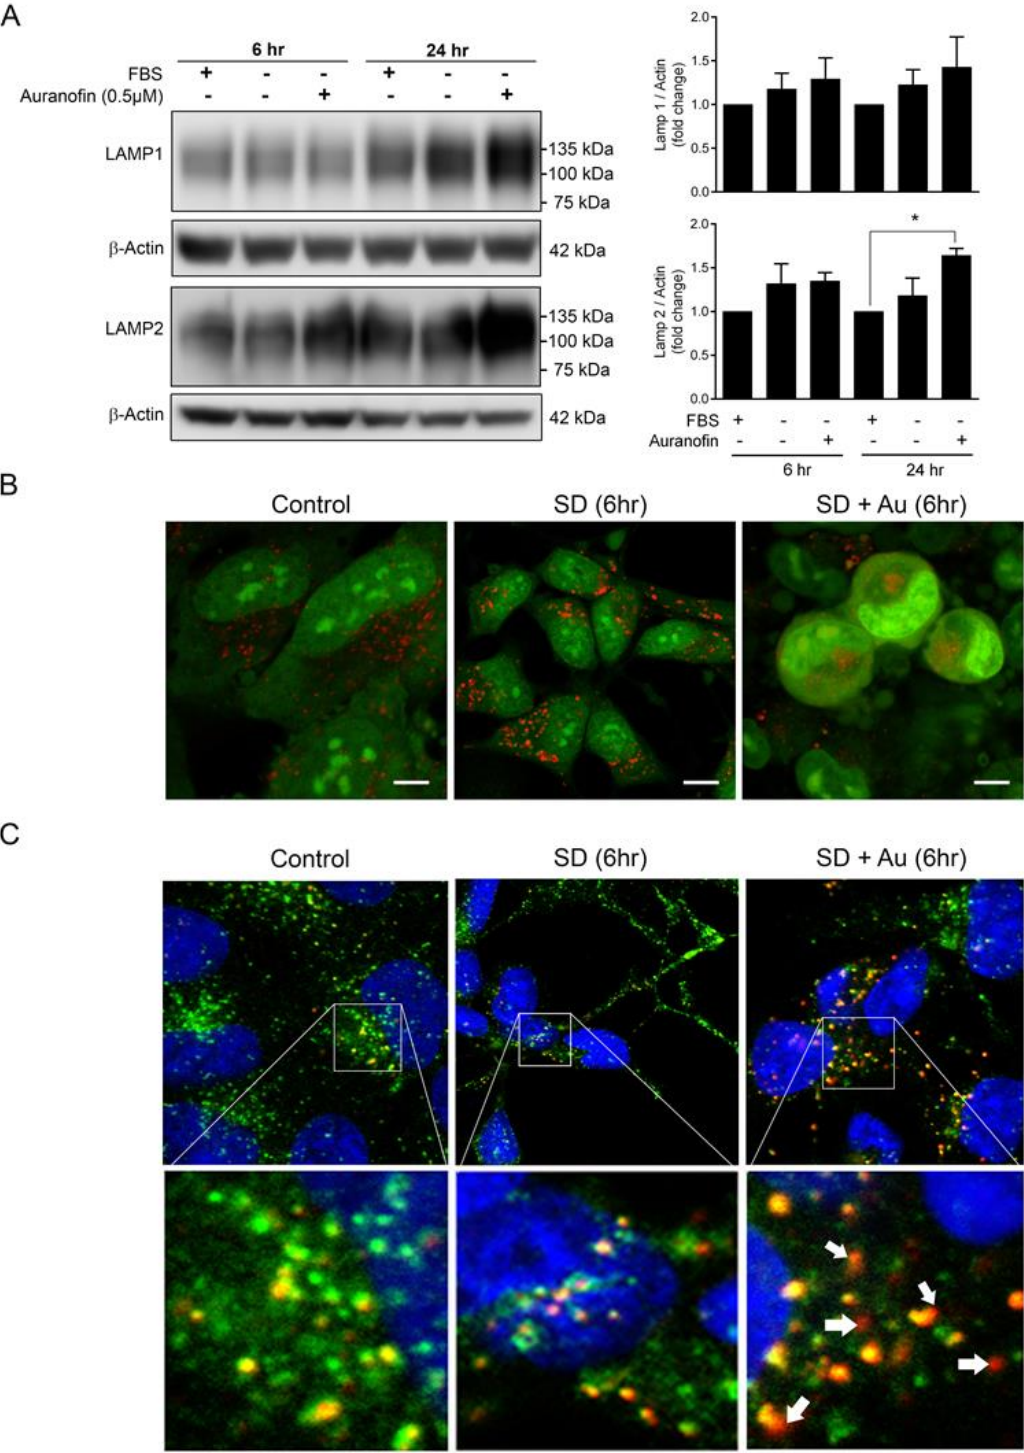 A
6 hr 24 hr
FBS + - - + - -
Auranofin (0.5µM) - - + - - +
LAMP1
135 kDa
100 kDa
75 kDa
β-Actin 42 kDa
LAMP2
135 kDa
100 kDa
75 kDa
β-Actin 42 kDa
Lamp 1 / Actin
(fold change)
2.0
1.5
1.0
0.5
0.0
Lamp 2 / Actin
(fold change)
2.0
1.5
1.0
0.5
0.0
*
FBS + - - + - -
Auranofin - - + - - +
6 hr 24 hr
B
Control SD (6hr) SD + Au (6hr)
C
Control SD (6hr) SD + Au (6hr)